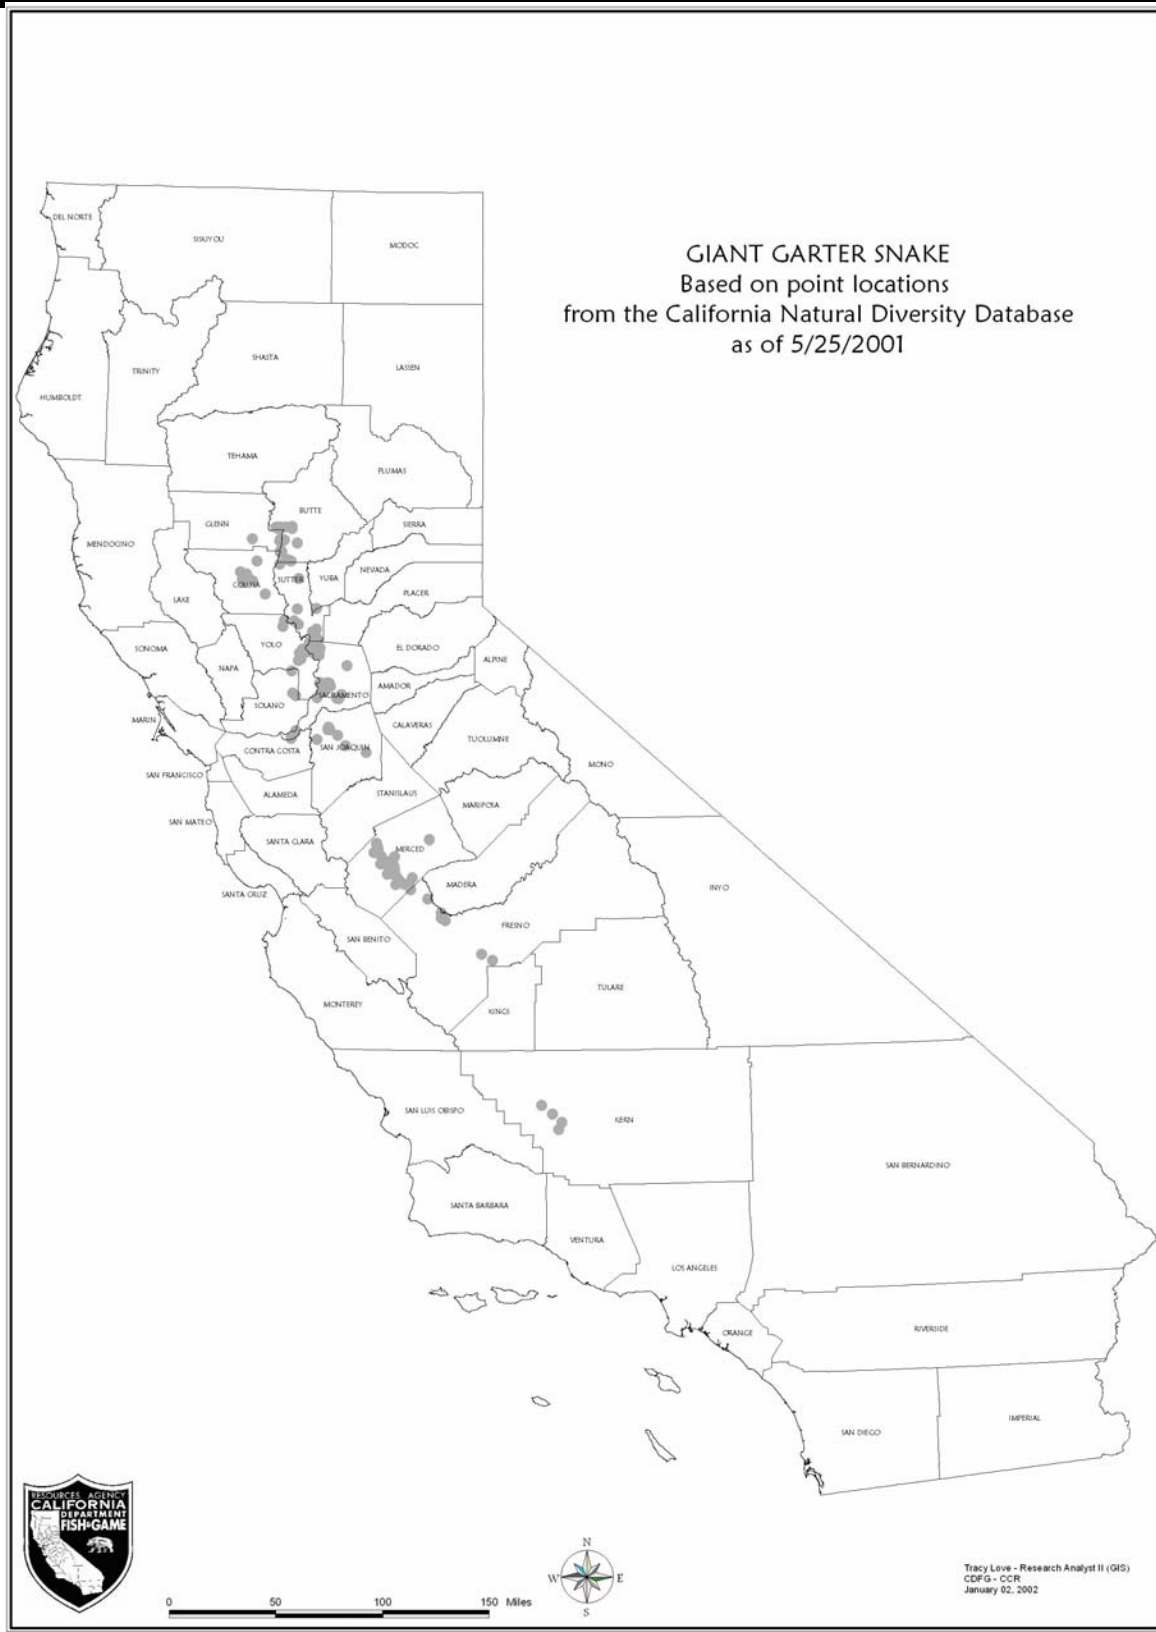 GIANT GARTER SNAKE
Based on point locations
from the California Natural Diversity Database
as of 5/25/2001
DEL NORTE
SISKIYOU
MODOC
SHASTA
LASSEN
TRINITY
HUMBOLDT
TEHAMA
PLUMAS
BUTTE
GLENN
SIERRA
MENDOCINO
NEVADA
YUBA
SUTTER
COLUSA
PLACER
LAKE
YOLO
EL DORADO
SONOMA
ALPINE
NAPA
AMADOR
SACRAMENTO
SOLANO
MARIN
CALAVERAS
TUOLUMNE
CONTRA COSTA
SAN JOAQUIN
MONO
SAN FRANCISCO
ALAMEDA
STANISLAUS
MARIPOSA
SAN MATEO
SANTA CLARA
MERCED
MADERA
INYO
SANTA CRUZ
FRESNO
SAN BENITO
TULARE
MONTEREY
KINGS
SAN LUIS OBISPO
KERN
SAN BERNARDINO
SANTA BARBARA
VENTURA
LOS ANGELES
ORANGE
RIVERSIDE
IMPERIAL
SAN DIEGO
RESOURCES AGENCY
CALIFORNIA
DEPARTMENT
FISH & GAME
N
W E
S
0 50 100 150 Miles
Tracy Love - Research Analyst II (GIS)
CDFG - CCR
January 02, 2002